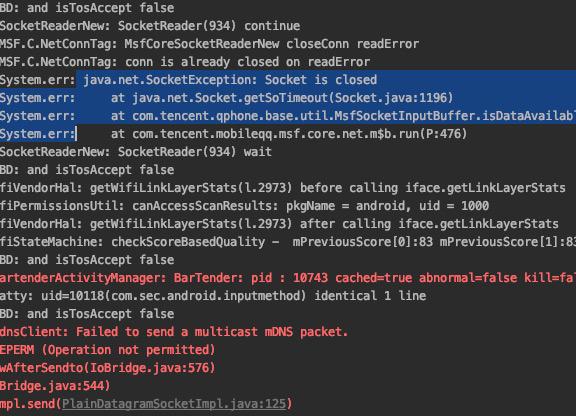 BD: and isTosAccept false
SocketReaderNew: SocketReader(934) continue
MSF.C.NetConnTag: MsfCoreSocketReaderNew closeConn readError
MSF.C.NetConnTag: conn is already closed on readError
System.err: java.net.SocketException: Socket is closed
System.err:     at java.net.Socket.getSoTimeout(Socket.java:1196)
System.err:     at com.tencent.qphone.base.util.MsfSocketInputBuffer.isDataAvailabl
System.err:     at com.tencent.mobileqq.msf.core.net.m$b.run(P:476)
SocketReaderNew: SocketReader(934) wait
BD: and isTosAccept false
fiVendorHal: getWifiLinkLayerStats(l.2973) before calling iface.getLinkLayerStats
fiPermissionsUtil: canAccessScanResults: pkgName = android, uid = 1000
fiVendorHal: getWifiLinkLayerStats(l.2973) after calling iface.getLinkLayerStats
fiStateMachine: checkScoreBasedQuality -  mPreviousScore[0]:83 mPreviousScore[1]:83
BD: and isTosAccept false
artenderActivityManager: BarTender: pid : 10743 cached=true abnormal=false kill=fal
atty: uid=10118(com.sec.android.inputmethod) identical 1 line
BD: and isTosAccept false
dnsClient: Failed to send a multicast mDNS packet.
EPERM (Operation not permitted)
wAfterSendto(IoBridge.java:576)
Bridge.java:544)
mpl.send(PlainDatagramSocketImpl.java:125)